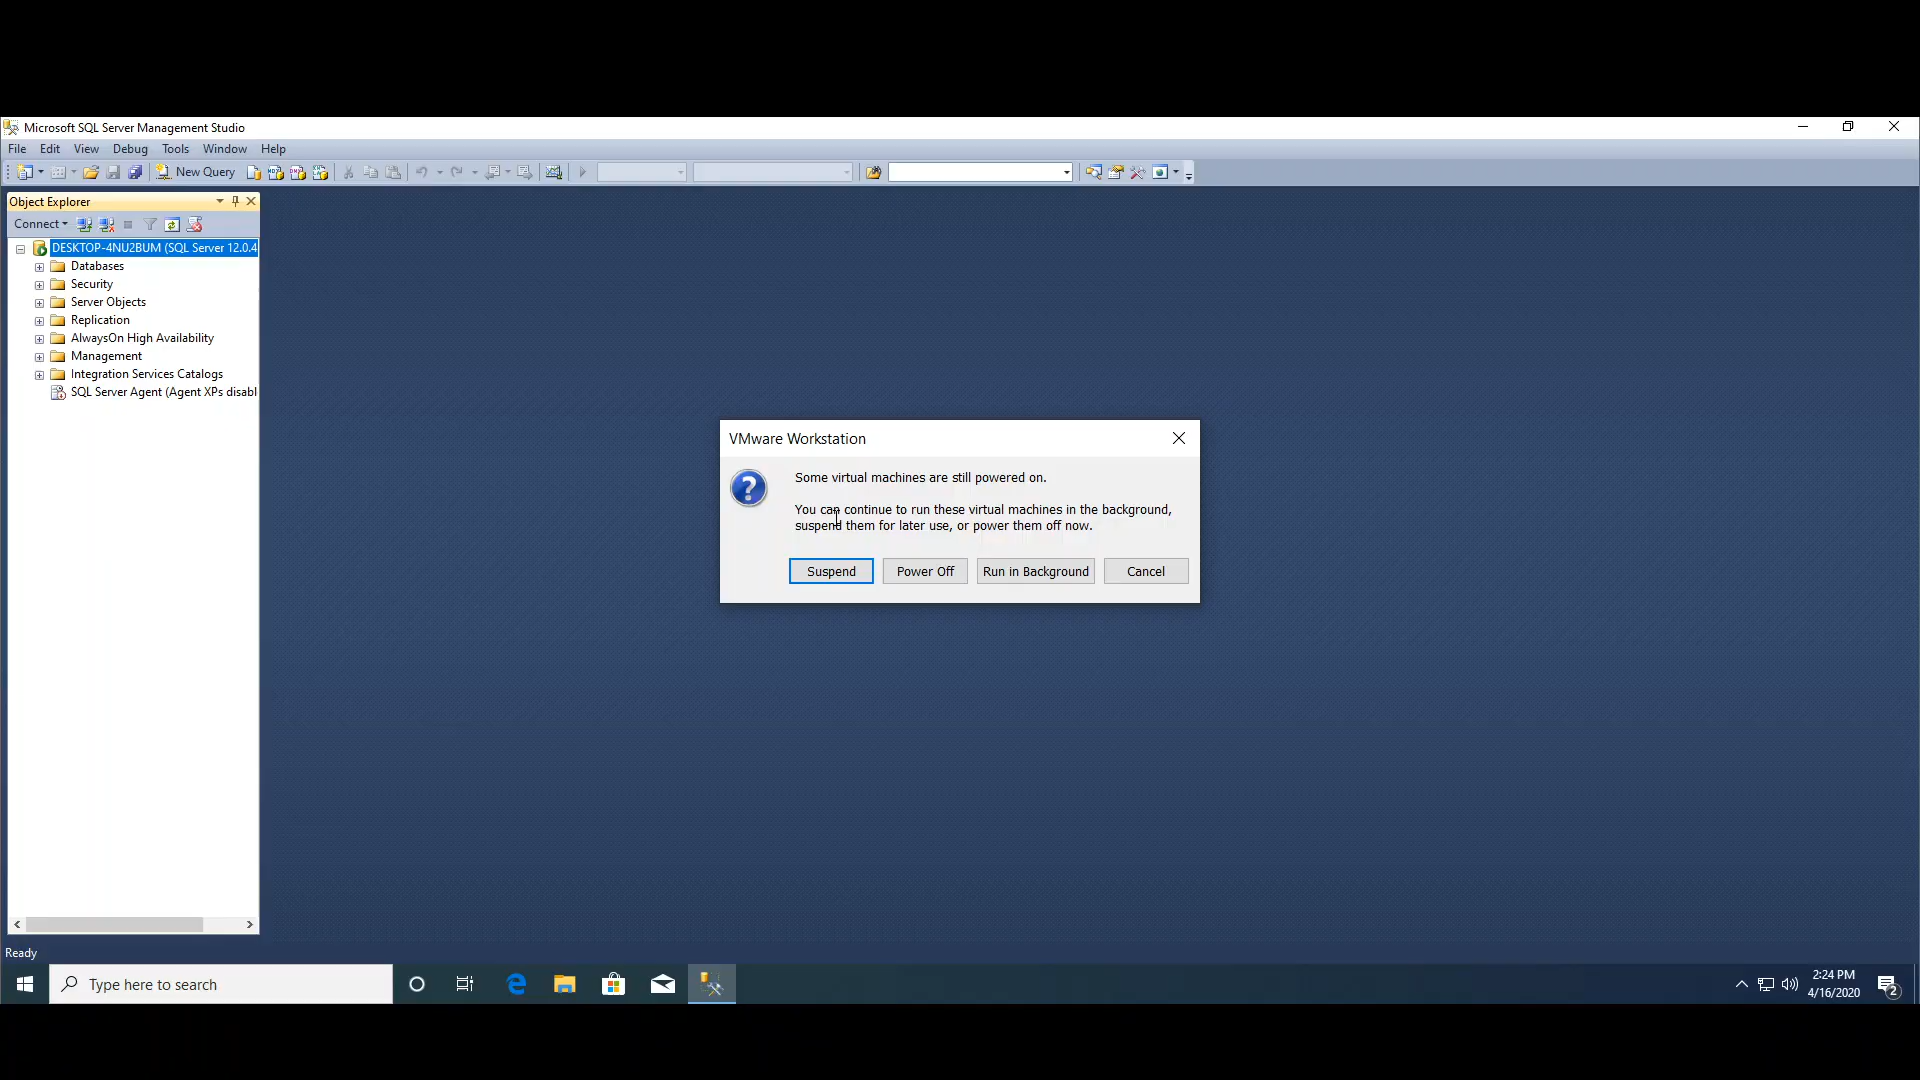 Microsoft SQL Server Management Studio
File Edit View Debug Tools Window Help
New Query
Object Explorer
Connect
DESKTOP-4NU2BUM (SQL Server 12.0.4
Databases
Security
Server Objects
Replication
AlwaysOn High Availability
Management
Integration Services Catalogs
SQL Server Agent (Agent XPs disabl
VMware Workstation
Some virtual machines are still powered on.
You can continue to run these virtual machines in the background,
suspend them for later use, or power them off now.
Suspend Power Off Run in Background Cancel
Ready
Type here to search
2:24 PM
4/16/2020
2